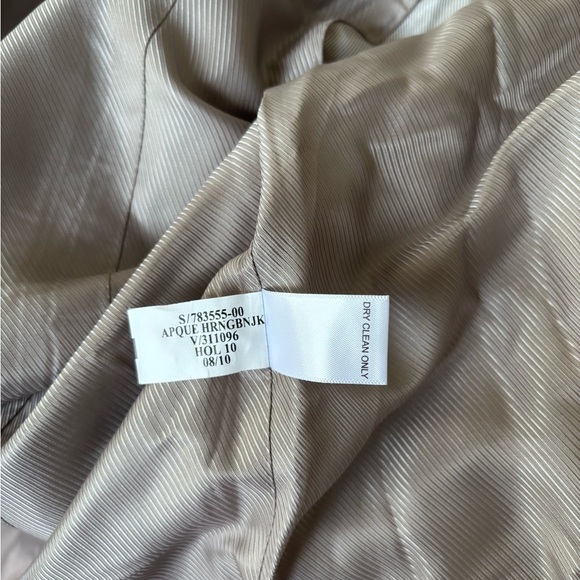 S/783555-00
APQUE HRNGBNJK
V/311096
HOL 10
08/10
DRY CLEAN ONLY